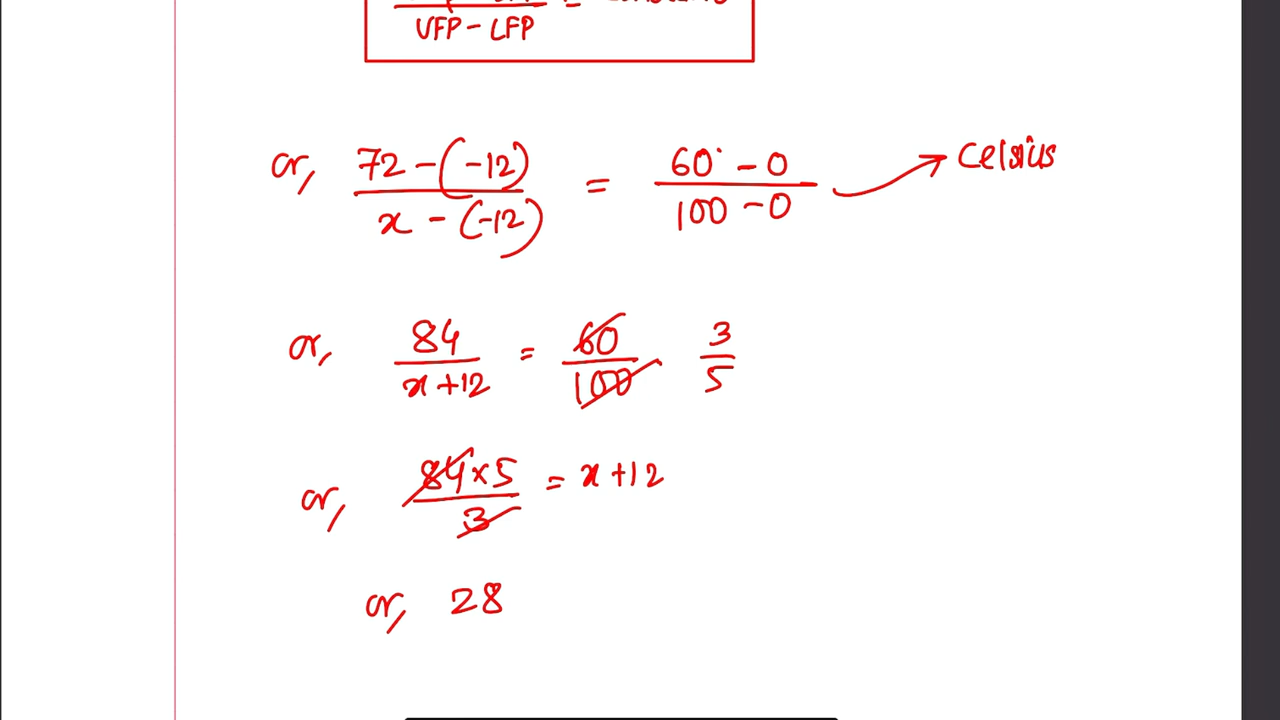 UFP - LFP
or, 72 - (-12) / x - (-12) = 60° - 0 / 100 - 0 → Celsius
or, 84 / x + 12 = 60 / 100 3 / 5
or, 84 x 5 / 3 = x + 12
or, 28